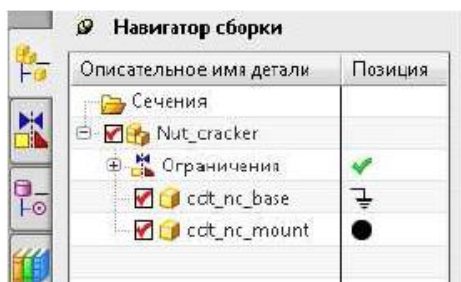 Навигатор сборки
Описательное имя детали Позиция
Сечения
Nut_cracker
Ограничения
cdt_nc_base
cdt_nc_mount